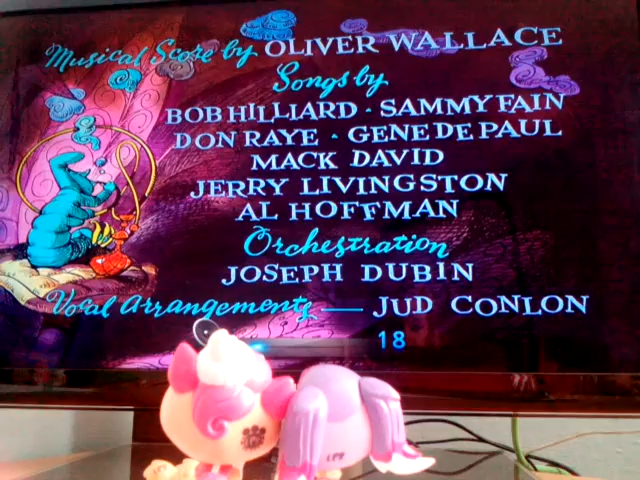 Musical Score by OLIVER WALLACE
Songs by
BOB HILLIARD · SAMMY FAIN
DON RAYE · GENE DE PAUL
MACK DAVID
JERRY LIVINGSTON
AL HOFFMAN
Orchestration
JOSEPH DUBIN
Vocal Arrangements — JUD CONLON
18